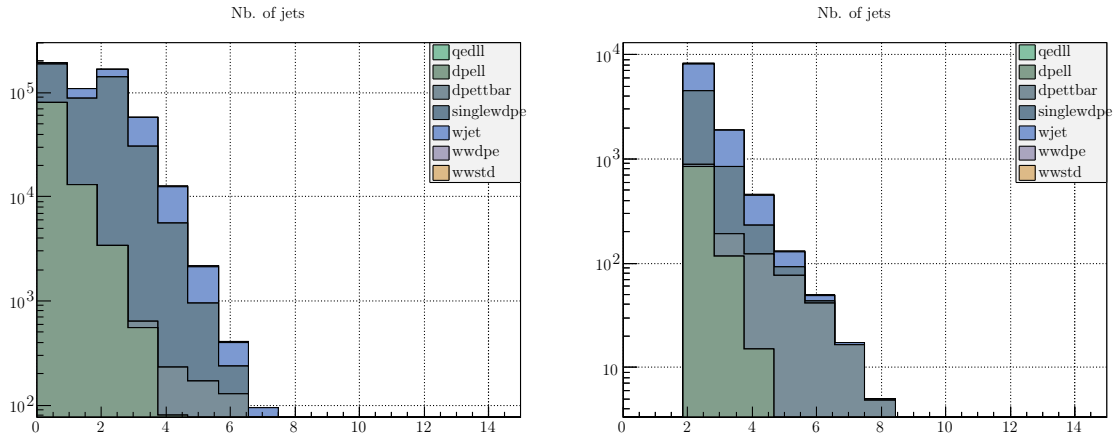 Nb. of jets
qedll
dpell
dpettbar
singlewdpe
wjet
wwdpe
wwstd
10^5
10^4
10^3
10^2
0 2 4 6 8 10 12 14
Nb. of jets
qedll
dpell
dpettbar
singlewdpe
wjet
wwdpe
wwstd
10^4
10^3
10^2
10
0 2 4 6 8 10 12 14